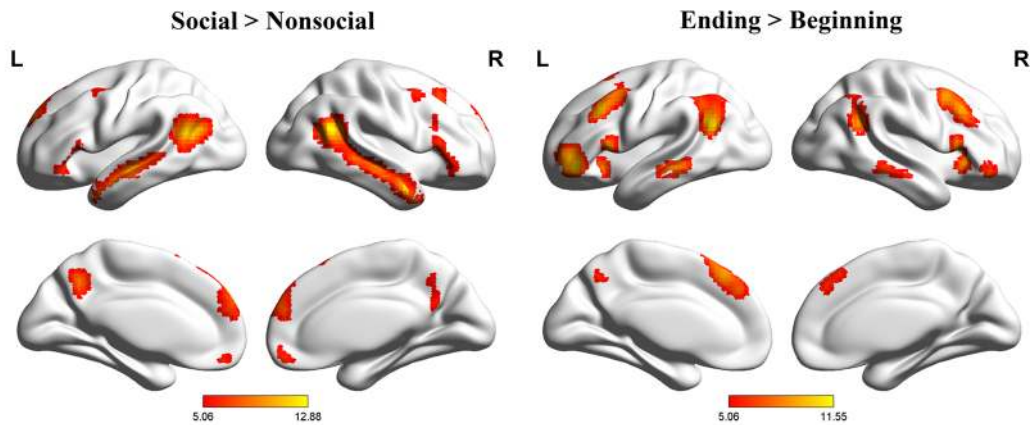 Social > Nonsocial
Ending > Beginning
L
R
L
R
5.06
12.88
5.06
11.55